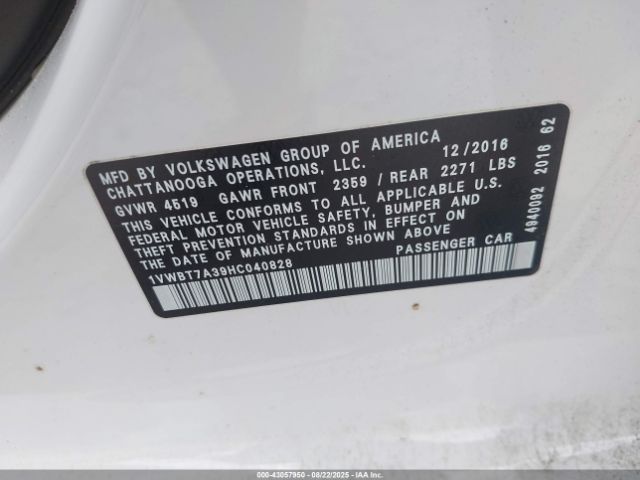 MFD BY VOLKSWAGEN GROUP OF AMERICA
CHATTANOOGA OPERATIONS, LLC. 12/2016
GVWR 4519 GAWR FRONT 2359 / REAR 2271 LBS
THIS VEHICLE CONFORMS TO ALL APPLICABLE U.S.
FEDERAL MOTOR VEHICLE SAFETY, BUMPER AND
THEFT PREVENTION STANDARDS IN EFFECT ON
THE DATE OF MANUFACTURE SHOWN ABOVE
1VWBT7A39HC040828 PASSENGER CAR
4940092 2016 62
000-43057950 - 08/22/2025 - IAAI.COM